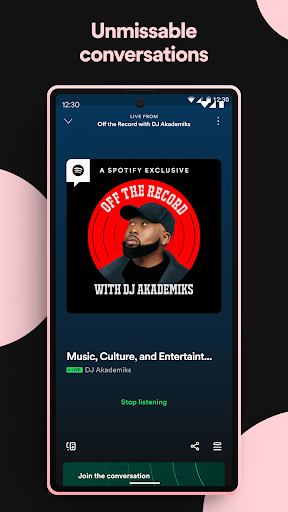 Unmissable
conversations
12:30
12:30
LIVE FROM
Off the Record with DJ Akademiks
A SPOTIFY EXCLUSIVE
OFF THE RECORD
WITH DJ AKADEMIKS
Music, Culture, and Entertaint...
LIVE DJ Akademiks
Stop listening
Join the conversation